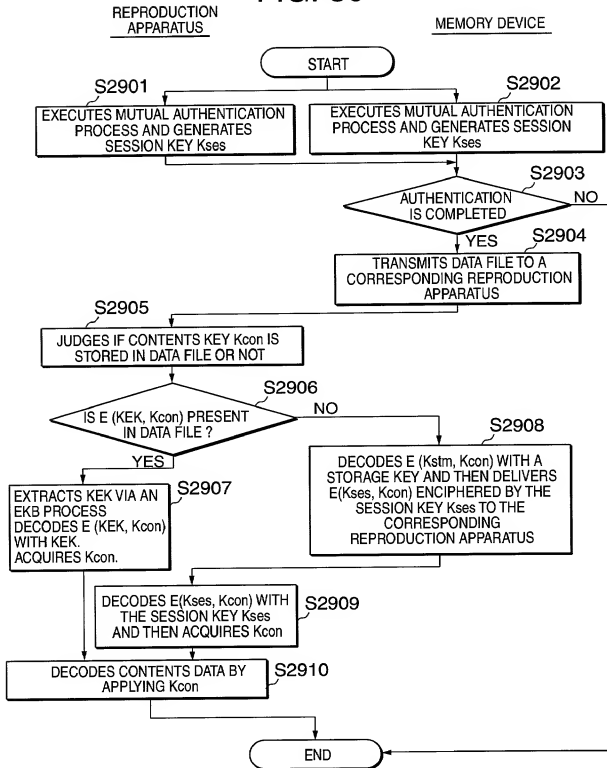 REPRODUCTION
APPARATUS
MEMORY DEVICE
START
S2901
S2902
EXECUTES MUTUAL AUTHENTICATION
PROCESS AND GENERATES
SESSION KEY Kses
EXECUTES MUTUAL AUTHENTICATION
PROCESS AND GENERATES SESSION
KEY Kses
S2903
AUTHENTICATION
IS COMPLETED
NO
YES
S2904
TRANSMITS DATA FILE TO A
CORRESPONDING REPRODUCTION
APPARATUS
S2905
JUDGES IF CONTENTS KEY Kcon IS
STORED IN DATA FILE OR NOT
S2906
IS E (KEK, Kcon) PRESENT
IN DATA FILE ?
NO
YES
S2907
EXTRACTS KEK VIA AN
EKB PROCESS
DECODES E (KEK, Kcon)
WITH KEK.
ACQUIRES Kcon.
S2908
DECODES E (Kstm, Kcon) WITH A
STORAGE KEY AND THEN DELIVERS
E(Kses, Kcon) ENCIPHERED BY THE
SESSION KEY Kses TO THE
CORRESPONDING
REPRODUCTION APPARATUS
S2909
DECODES E(Kses, Kcon) WITH
THE SESSION KEY Kses
AND THEN ACQUIRES Kcon
S2910
DECODES CONTENTS DATA BY
APPLYING Kcon
END